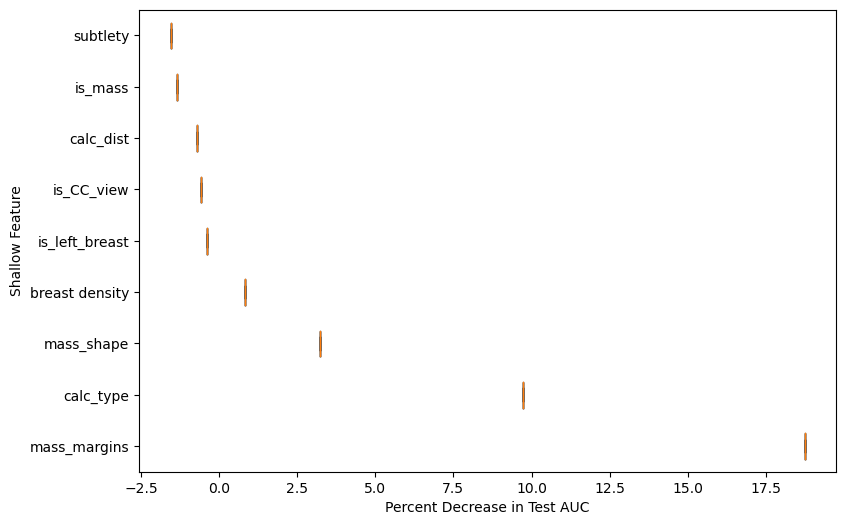 subtlety
is_mass
calc_dist
is_CC_view
is_left_breast
breast density
mass_shape
calc_type
mass_margins
Shallow Feature
−2.5 0.0 2.5 5.0 7.5 10.0 12.5 15.0 17.5
Percent Decrease in Test AUC